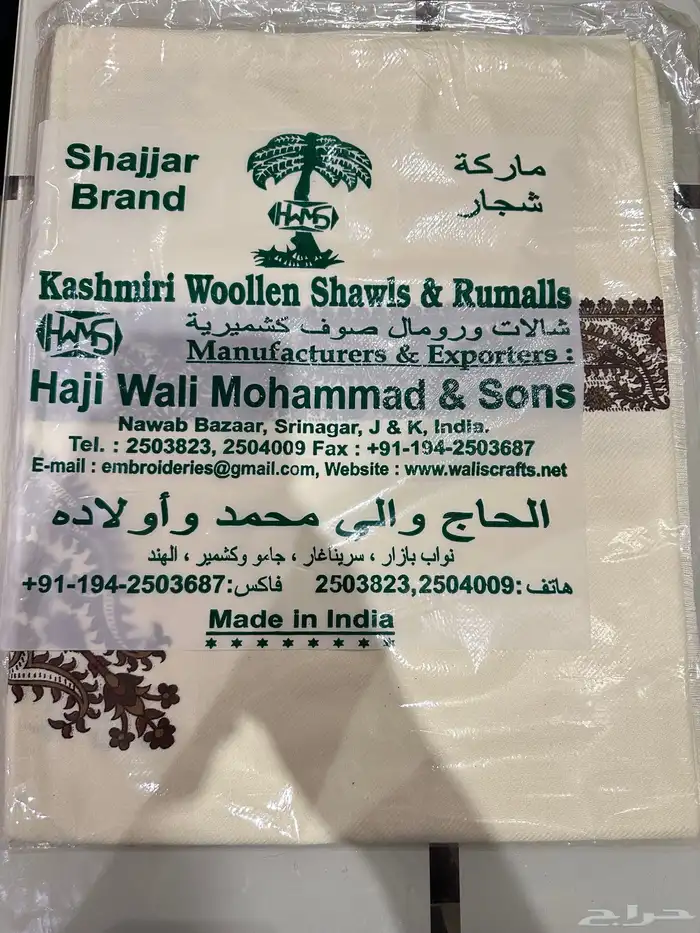 Shajjar
Brand
ماركة
شجار
HWMS
Kashmiri Woollen Shawls & Rumalls
HWMS
شالات ورومال صوف كشميرية
Manufacturers & Exporters :
Haji Wali Mohammad & Sons
Nawab Bazaar, Srinagar, J & K, India.
Tel. : 2503823, 2504009 Fax : +91-194-2503687
E-mail : embroideries@gmail.com, Website : www.waliscrafts.net
الحاج والى محمد وأولاده
نواب بازار ، سريناغار ، جامو وكشمير ، الهند
هاتف: 2503823,2504009 فاكس: +91-194-2503687
Made in India
حراج